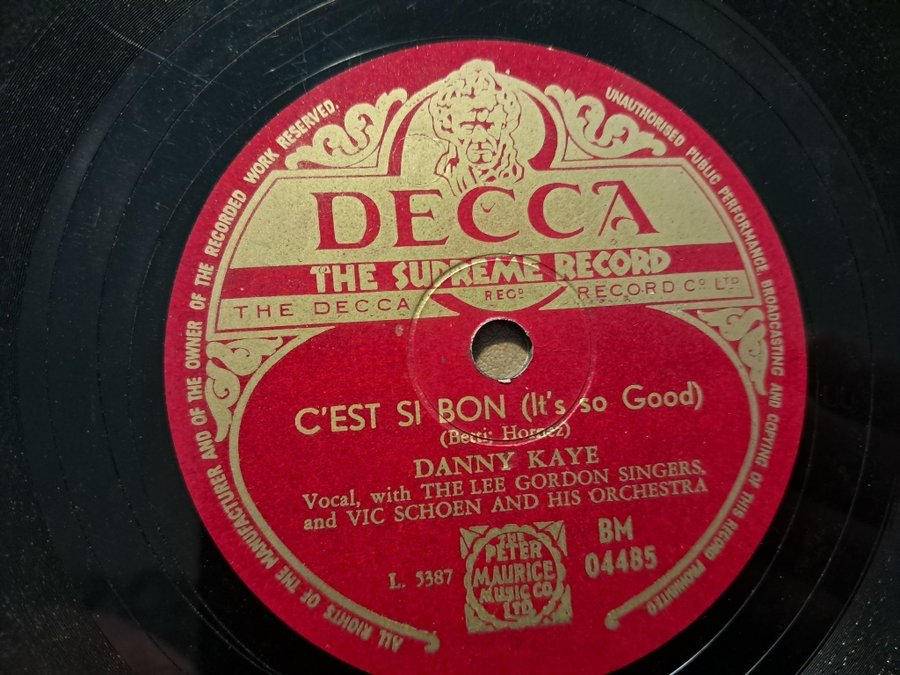 ALL RIGHTS OF THE MANUFACTURER AND OF THE OWNER OF THE RECORDED WORK RESERVED.
UNAUTHORISED PUBLIC PERFORMANCE, BROADCASTING AND COPYING OF THIS RECORD PROHIBITED
DECCA
THE SUPREME RECORD
THE DECCA REGD RECORD CO LTD
C'EST SI BON (It's so Good)
(Betti; Hornez)
DANNY KAYE
Vocal, with THE LEE GORDON SINGERS,
and VIC SCHOEN AND HIS ORCHESTRA
L. 5387
THE
PETER
MAURICE
MUSIC CO
LTD.
BM
04485